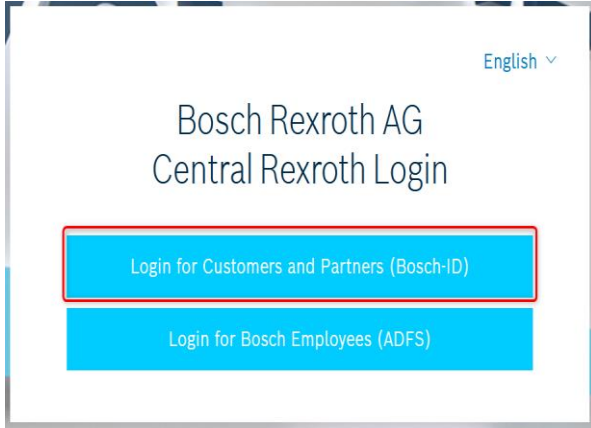 English
Bosch Rexroth AG
Central Rexroth Login
Login for Customers and Partners (Bosch-ID)
Login for Bosch Employees (ADFS)